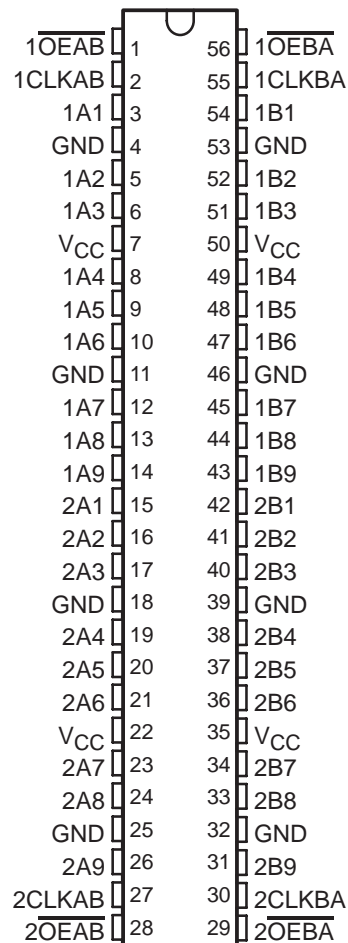 1OEAB 1 56 1OEBA
1CLKAB 2 55 1CLKBA
1A1 3 54 1B1
GND 4 53 GND
1A2 5 52 1B2
1A3 6 51 1B3
VCC 7 50 VCC
1A4 8 49 1B4
1A5 9 48 1B5
1A6 10 47 1B6
GND 11 46 GND
1A7 12 45 1B7
1A8 13 44 1B8
1A9 14 43 1B9
2A1 15 42 2B1
2A2 16 41 2B2
2A3 17 40 2B3
GND 18 39 GND
2A4 19 38 2B4
2A5 20 37 2B5
2A6 21 36 2B6
VCC 22 35 VCC
2A7 23 34 2B7
2A8 24 33 2B8
GND 25 32 GND
2A9 26 31 2B9
2CLKAB 27 30 2CLKBA
2OEAB 28 29 2OEBA